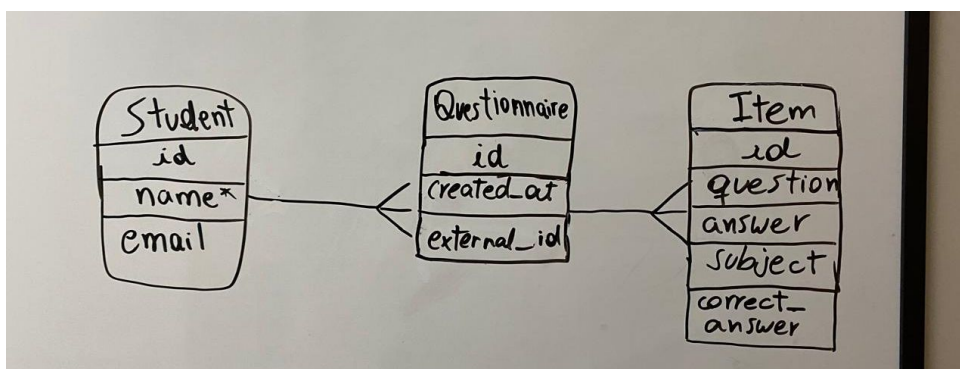 Student
id
name*
email
Questionnaire
id
created_at
external_id
Item
id
question
answer
subject
correct_
answer